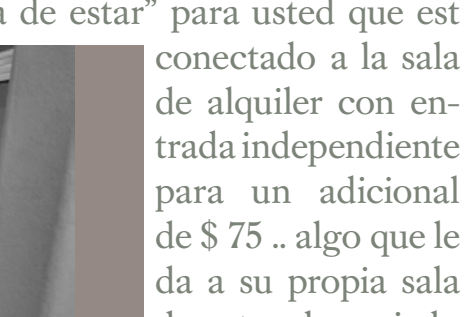 de estar” para usted que est
conectado a la sala
de alquiler con en-
trada independiente
para un adicional
de $ 75 .. algo que le
da a su propia sala